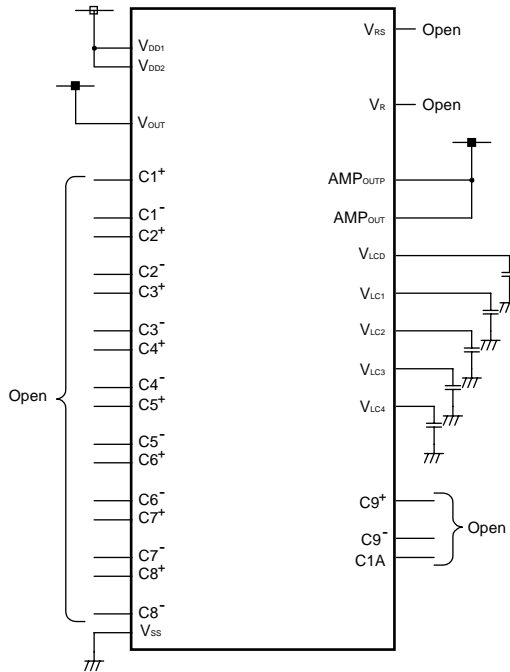 VDD1
VDD2
VOUT
C1+
C1-
C2+
C2-
C3+
C3-
C4+
C4-
C5+
C5-
C6+
C6-
C7+
C7-
C8+
C8-
VSS
Open
VRS
Open
VR
Open
AMPOUTP
AMPOUT
VLCD
VLC1
VLC2
VLC3
VLC4
C9+
C9-
C1A
Open